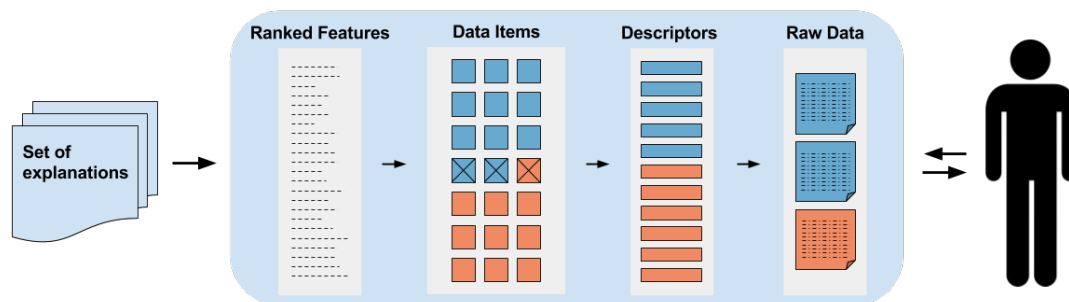 Ranked Features
Data Items
Descriptors
Raw Data
Set of
explanations